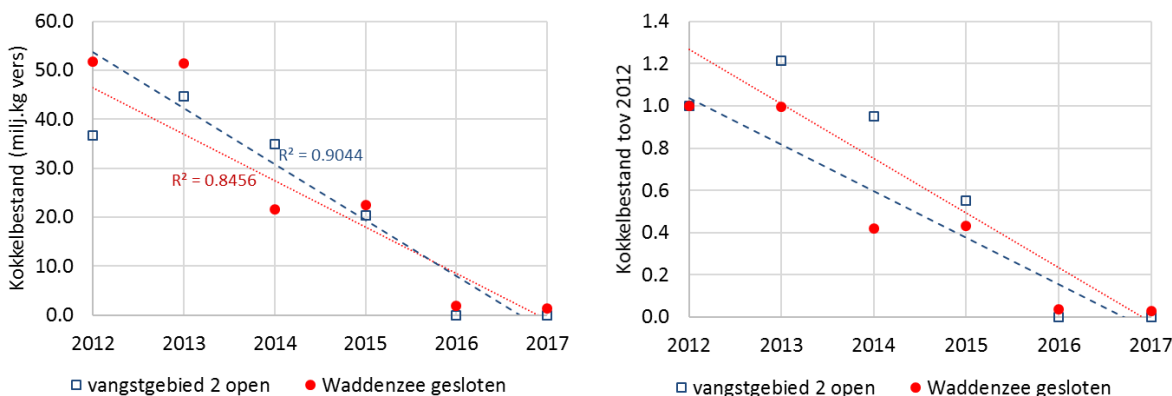 Kokkelbestand (milj.kg vers)
60.0
50.0
40.0
30.0
20.0
10.0
0.0
R² = 0.9044
R² = 0.8456
2012 2013 2014 2015 2016 2017
vangstgebied 2 open Waddenzee gesloten
Kokkelbestand tov 2012
1.4
1.2
1.0
0.8
0.6
0.4
0.2
0.0
2012 2013 2014 2015 2016 2017
vangstgebied 2 open Waddenzee gesloten